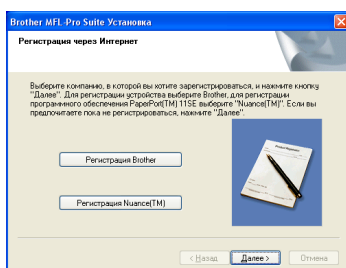 Brother MFL-Pro Suite Установка
Регистрация через Интернет
Выберите компанию, в которой вы хотите зарегистрироваться, и нажмите кнопку
"Далее". Для регистрации устройства выберите Brother, для регистрации
программного обеспечения PaperPort(TM) 11SE выберите "Nuance(TM)". Если вы
предпочитаете пока не регистрироваться, нажмите "Далее".
Регистрация Brother
Регистрация Nuance(TM)
< Назад
Далее >
Отмена